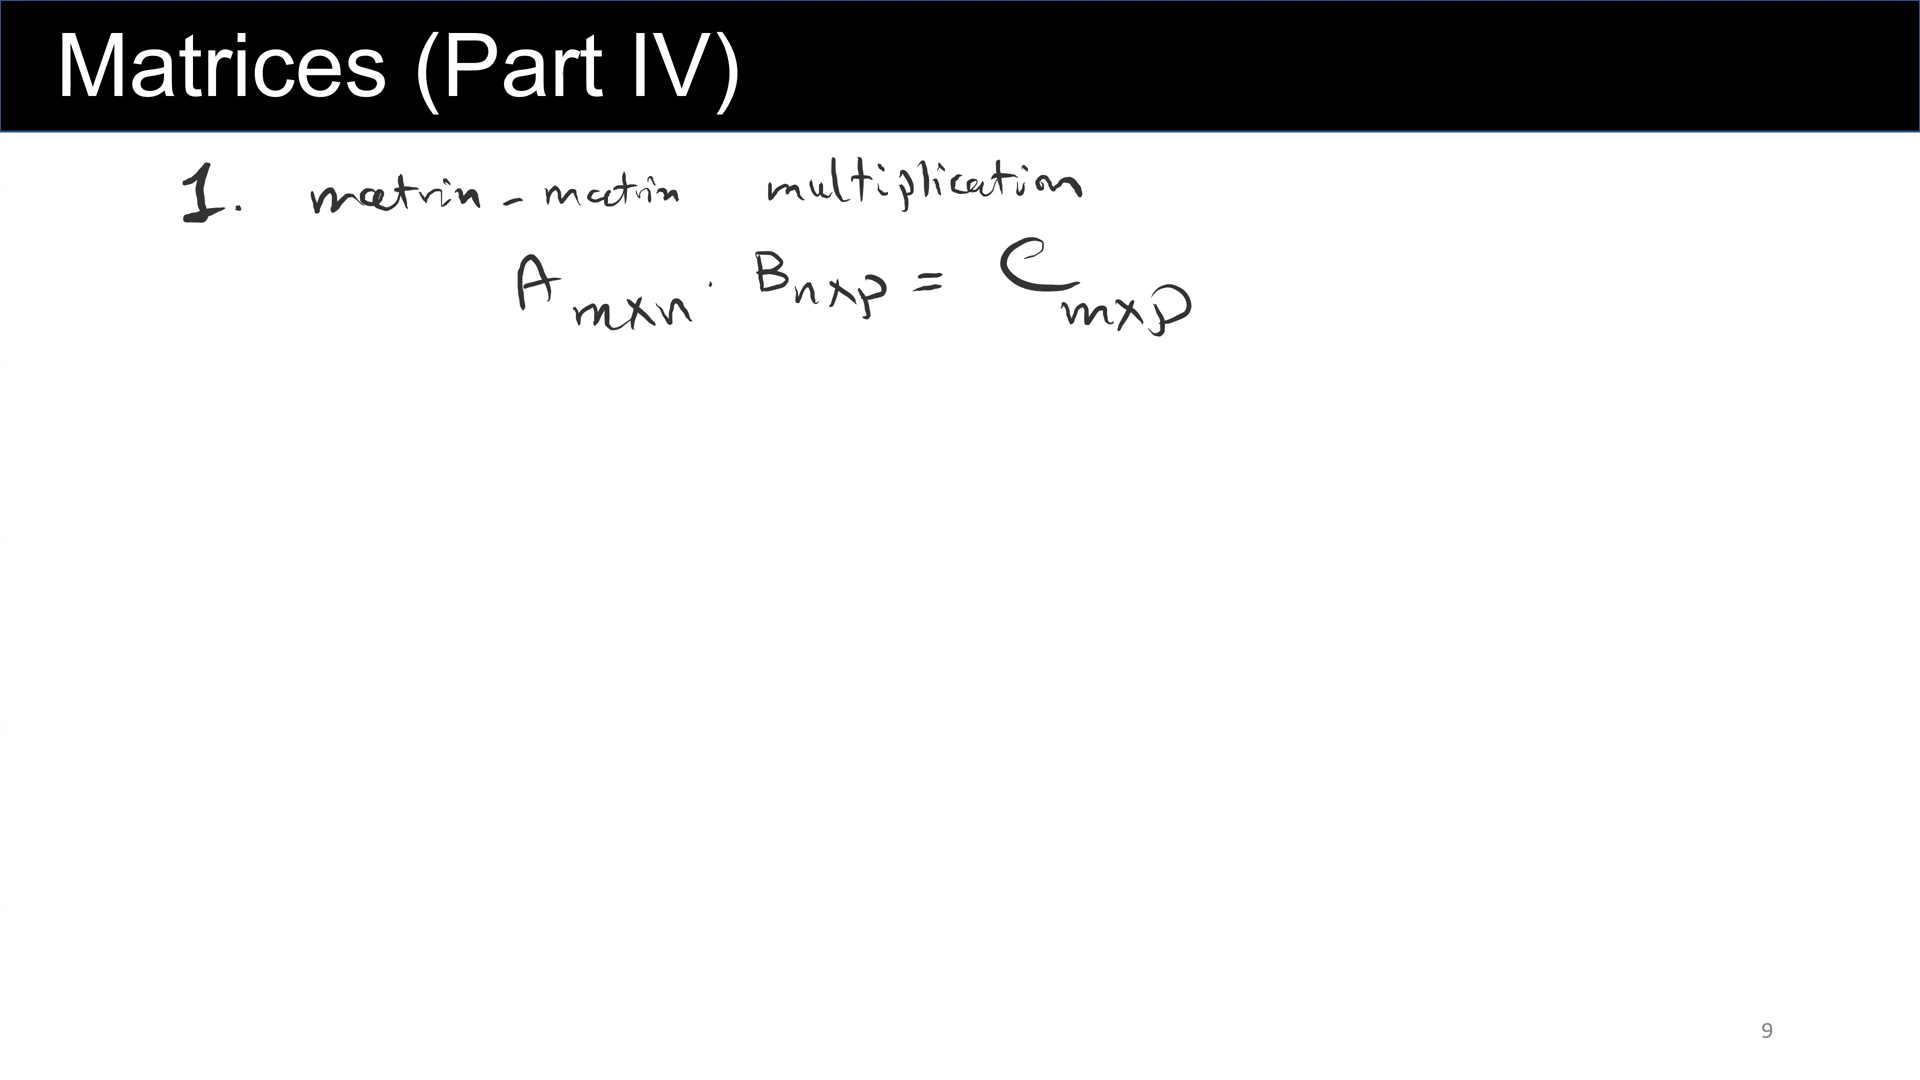 Matrices (Part IV)
1. matrix - matrix multiplication
A m×n · B n×p = C m×p
9